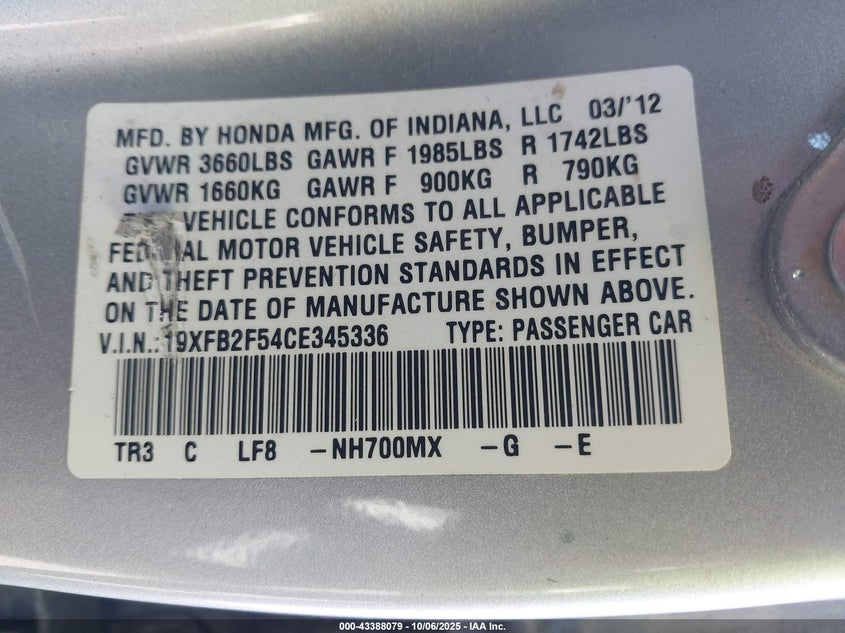 MFD. BY HONDA MFG. OF INDIANA, LLC 03/'12
GVWR 3660LBS GAWR F 1985LBS R 1742LBS
GVWR 1660KG GAWR F 900KG R 790KG
VEHICLE CONFORMS TO ALL APPLICABLE
FEDERAL MOTOR VEHICLE SAFETY, BUMPER,
AND THEFT PREVENTION STANDARDS IN EFFECT
ON THE DATE OF MANUFACTURE SHOWN ABOVE.
V.I.N.: 19XFB2F54CE345336 TYPE: PASSENGER CAR
TR3 C LF8 -NH700MX -G -E
000-43388079 | 10/06/2025 - IAA Inc.